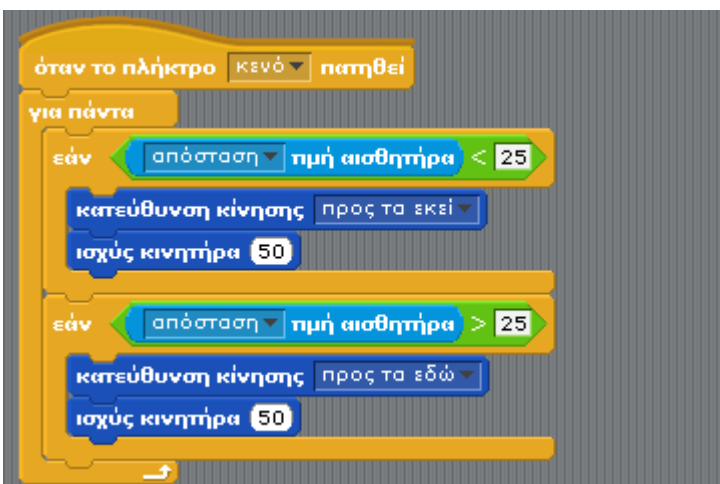 όταν το πλήκτρο κενό πατηθεί
για πάντα
εάν απόσταση τιμή αισθητήρα < 25
κατεύθυνση κίνησης προς τα εκεί
ισχύς κινητήρα 50
εάν απόσταση τιμή αισθητήρα > 25
κατεύθυνση κίνησης προς τα εδώ
ισχύς κινητήρα 50